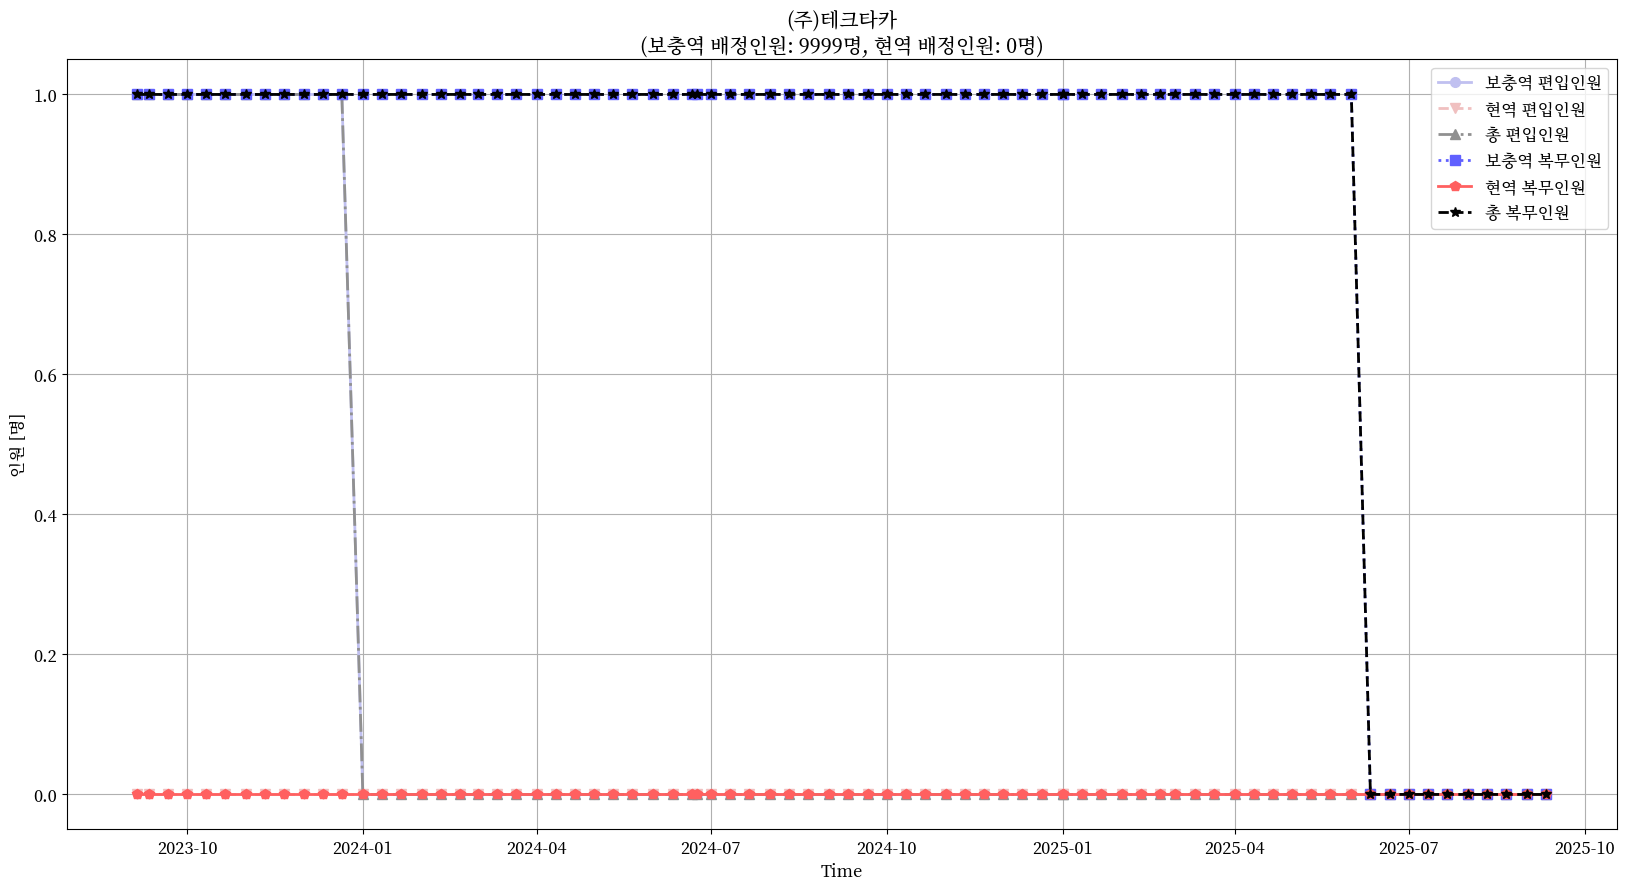 (주)테크타카
(보충역 배정인원: 9999명, 현역 배정인원: 0명)
보충역 편입인원
현역 편입인원
총 편입인원
보충역 복무인원
현역 복무인원
총 복무인원
인원 [명]
1.0
0.8
0.6
0.4
0.2
0.0
2023-10 2024-01 2024-04 2024-07 2024-10 2025-01 2025-04 2025-07 2025-10
Time